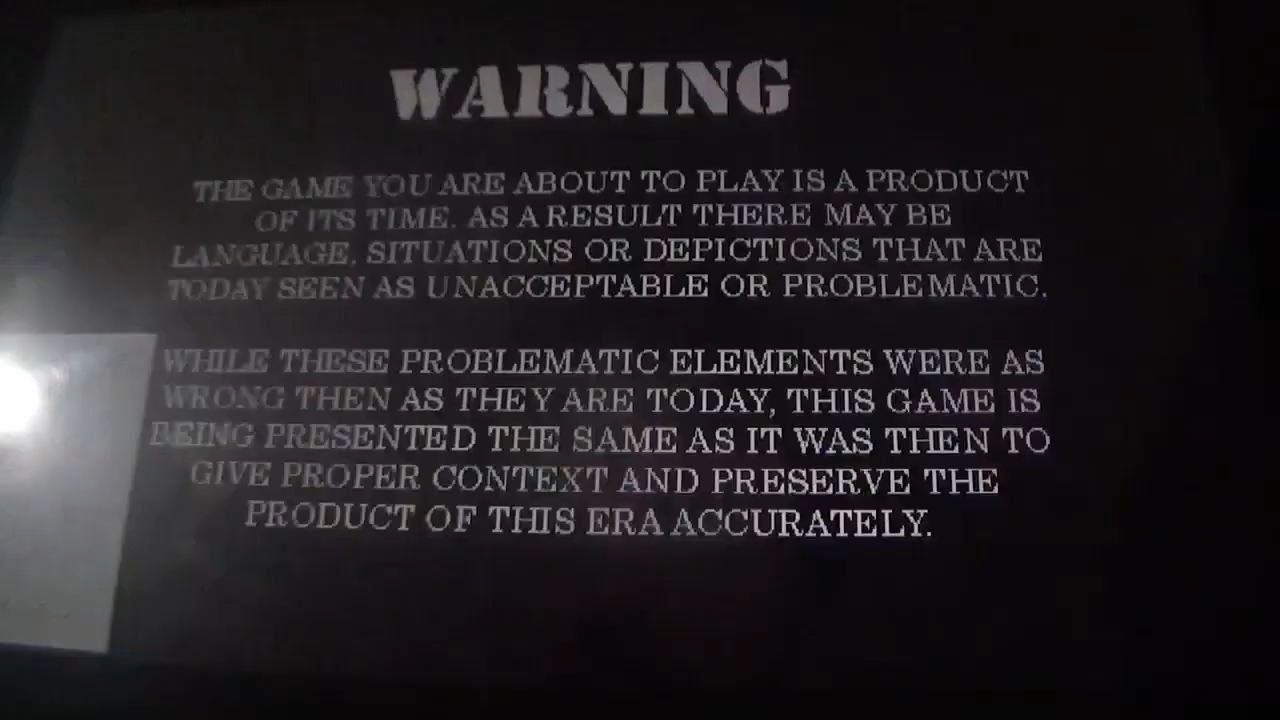 WARNING
THE GAME YOU ARE ABOUT TO PLAY IS A PRODUCT
OF ITS TIME. AS A RESULT THERE MAY BE
LANGUAGE, SITUATIONS OR DEPICTIONS THAT ARE
TODAY SEEN AS UNACCEPTABLE OR PROBLEMATIC.
WHILE THESE PROBLEMATIC ELEMENTS WERE AS
WRONG THEN AS THEY ARE TODAY, THIS GAME IS
BEING PRESENTED THE SAME AS IT WAS THEN TO
GIVE PROPER CONTEXT AND PRESERVE THE
PRODUCT OF THIS ERA ACCURATELY.